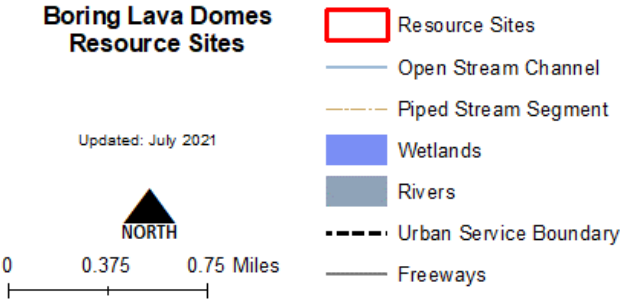 Boring Lava Domes
Resource Sites
Updated: July 2021
NORTH
0 0.375 0.75 Miles
Resource Sites
Open Stream Channel
Piped Stream Segment
Wetlands
Rivers
Urban Service Boundary
Freeways